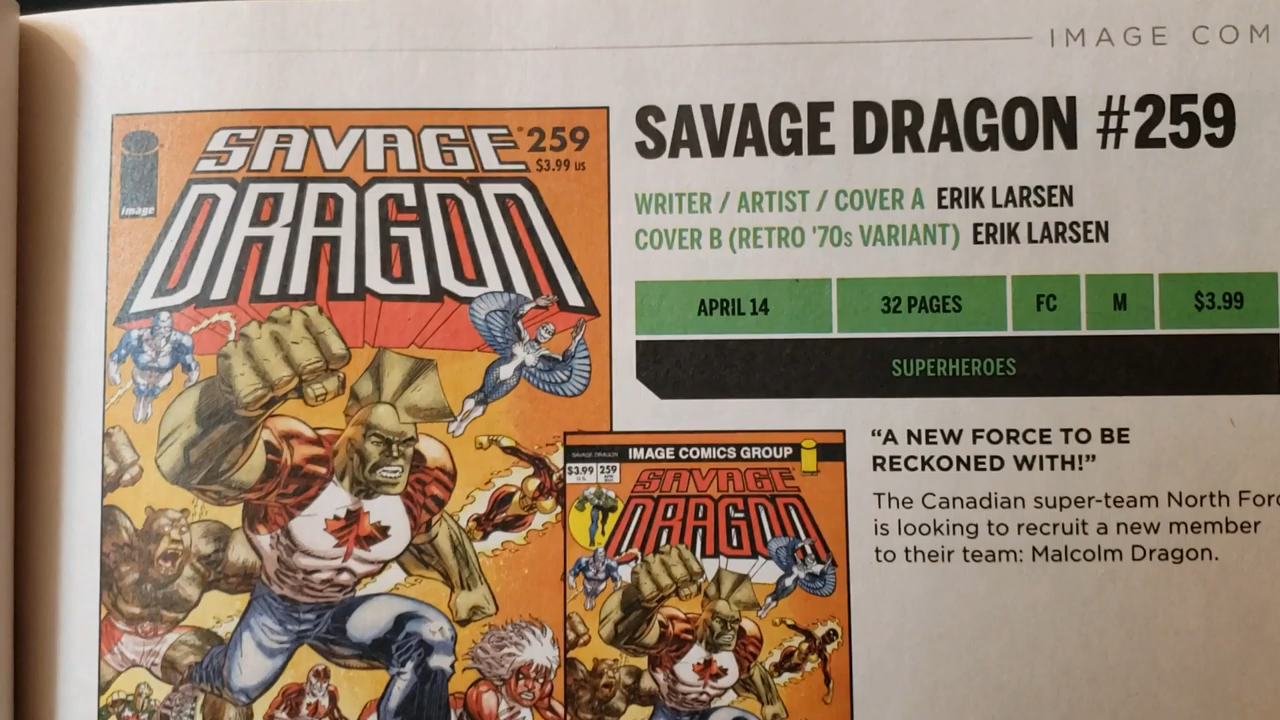 IMAGE COM
SAVAGE DRAGON #259
WRITER / ARTIST / COVER A ERIK LARSEN
COVER B (RETRO '70s VARIANT) ERIK LARSEN
APRIL 14 32 PAGES FC M $3.99
SUPERHEROES
"A NEW FORCE TO BE
RECKONED WITH!"
The Canadian super-team North Forc
is looking to recruit a new member
to their team: Malcolm Dragon.
SAVAGE 259
$3.99 US
DRAGON
image
SAVAGE DRAGON IMAGE COMICS GROUP
$3.99 259
U.S.
SAVAGE
DRAGON